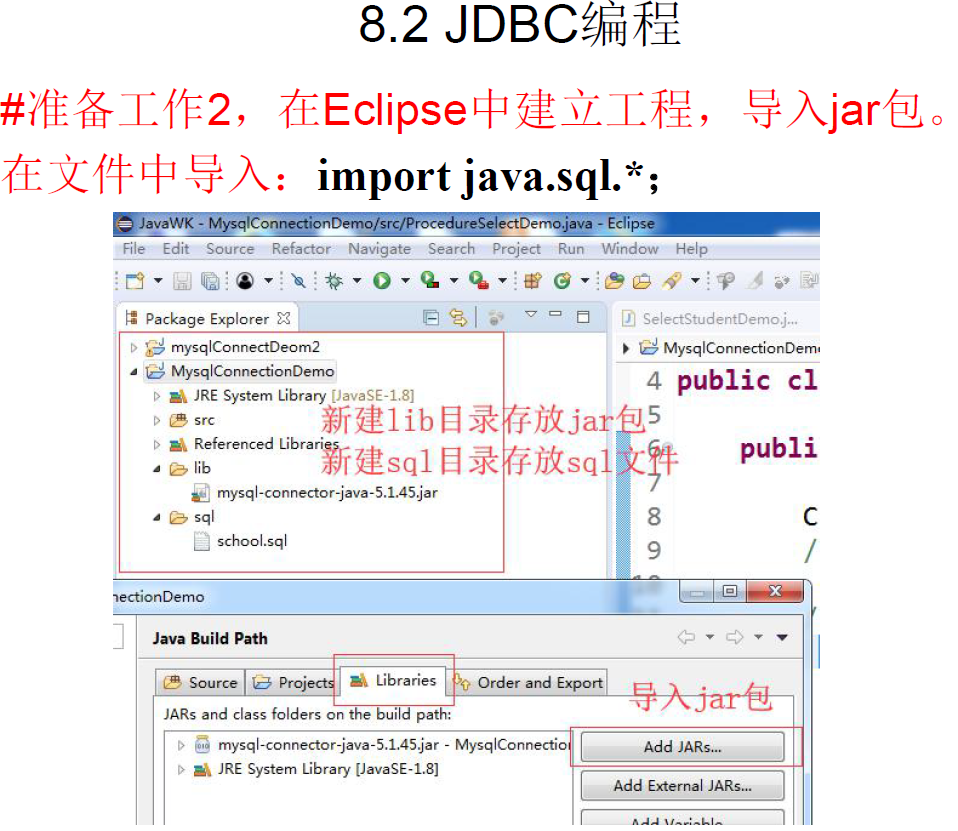 8.2 JDBC编程
#准备工作2，在Eclipse中建立工程，导入jar包。
在文件中导入：import java.sql.*;
JavaWK - MysqlConnectionDemo/src/ProcedureSelectDemo.java - Eclipse
File Edit Source Refactor Navigate Search Project Run Window Help
Package Explorer
SelectStudentDemo.j...
mysqlConnectDeom2
MysqlConnectionDemo
JRE System Library [JavaSE-1.8]
src
Referenced Libraries
lib
mysql-connector-java-5.1.45.jar
sql
school.sql
新建lib目录存放jar包
新建sql目录存放sql文件
MysqlConnectionDem
4 public cl
5
6 publi
7
8 C
9 /
10
nectionDemo
Java Build Path
Source Projects Libraries Order and Export
导入jar包
JARs and class folders on the build path:
mysql-connector-java-5.1.45.jar - MysqlConnection
JRE System Library [JavaSE-1.8]
Add JARs...
Add External JARs...
Add Variable